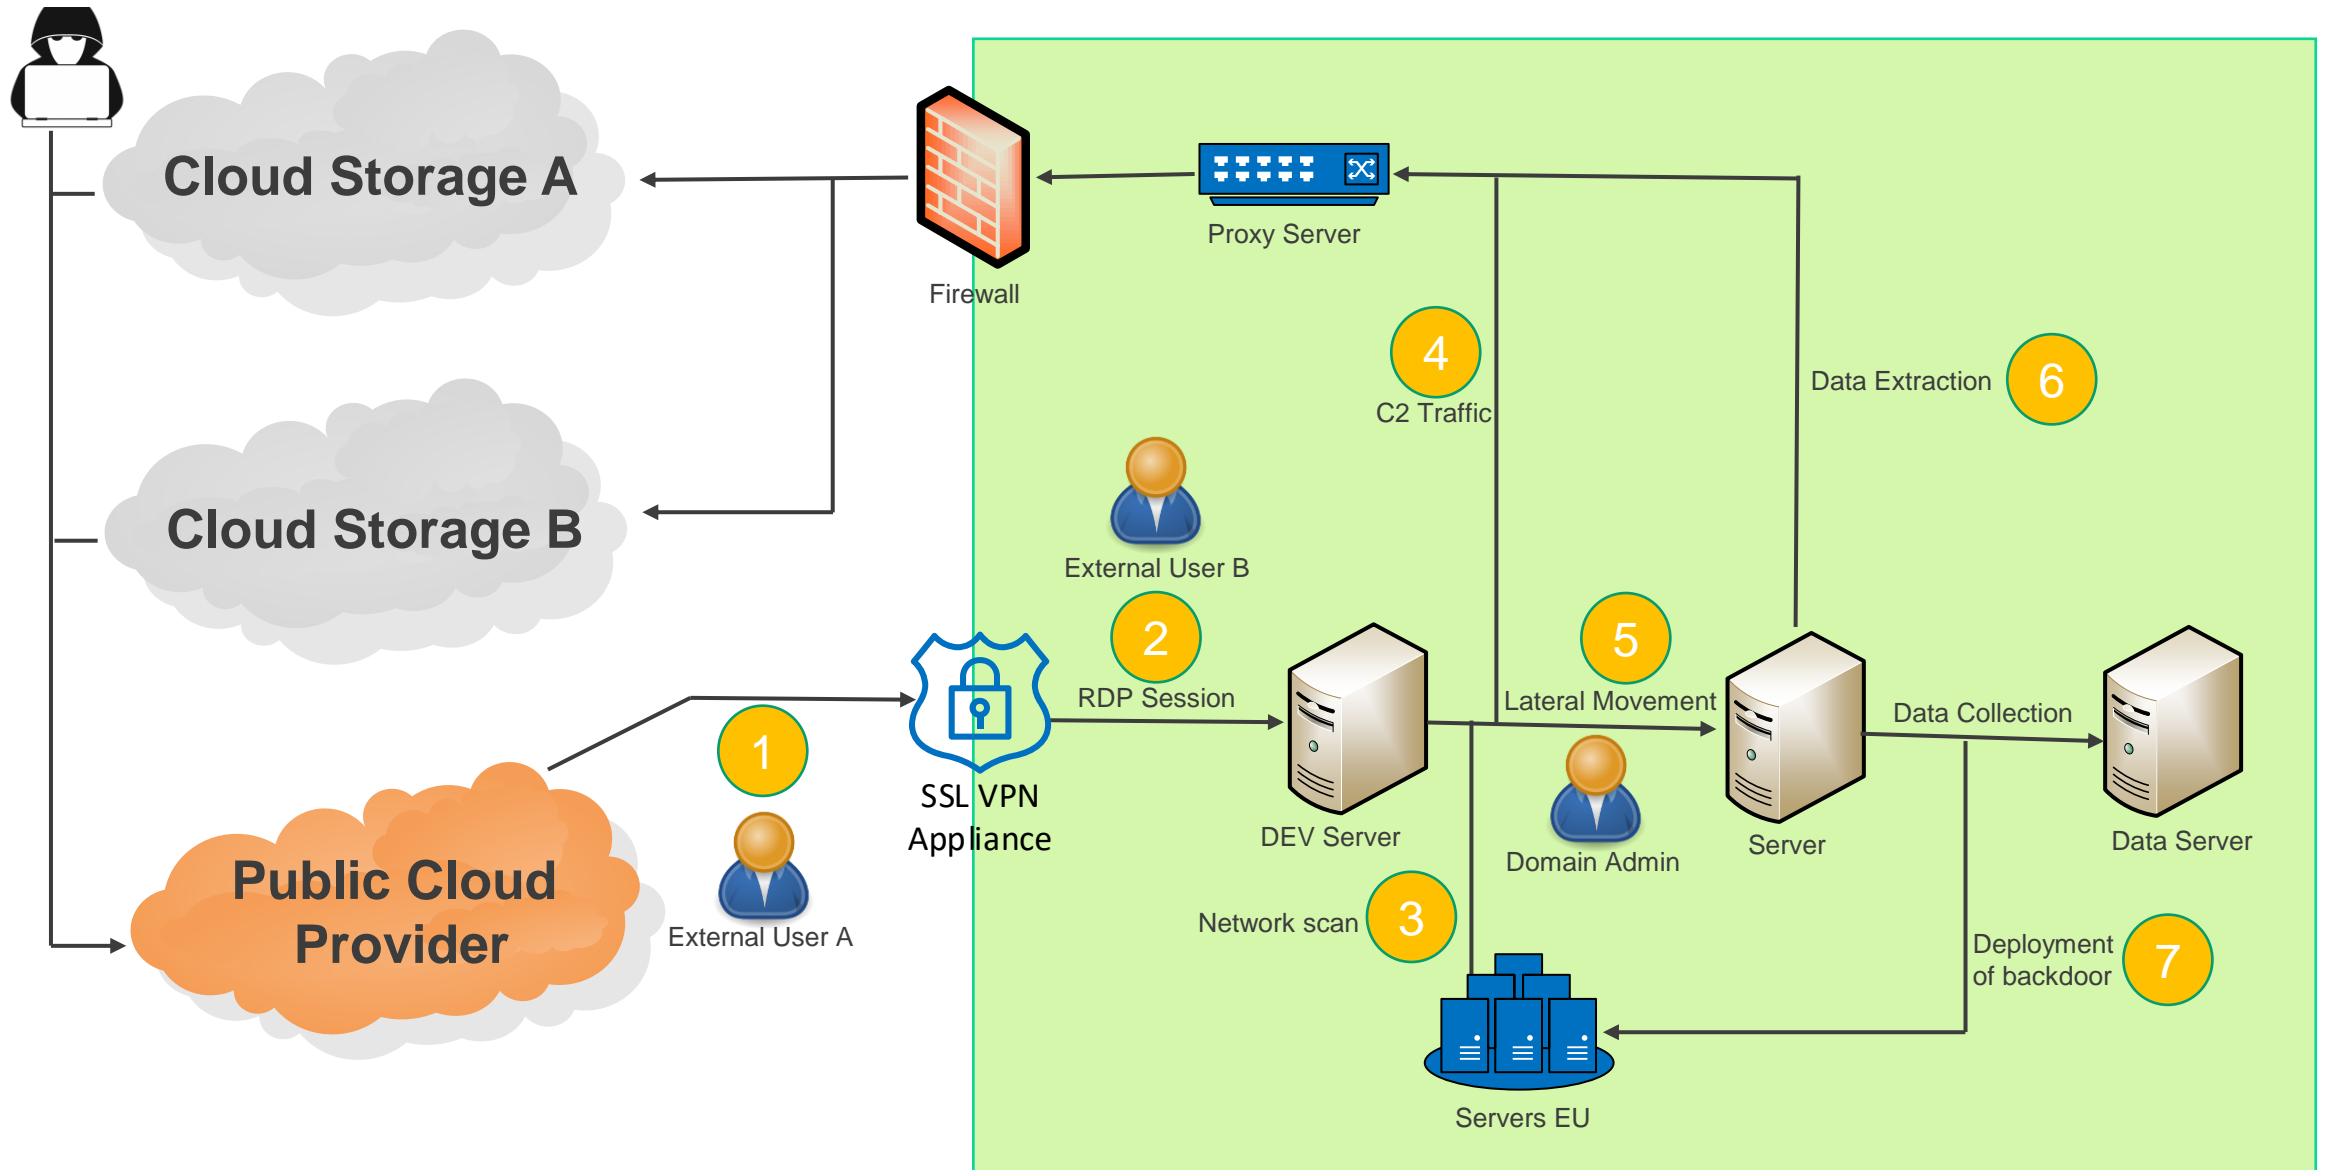 Cloud Storage A
Firewall
Proxy Server
4
C2 Traffic
Data Extraction
6
Cloud Storage B
External User B
2
RDP Session
5
Lateral Movement
Data Collection
1
SSL VPN
Appliance
DEV Server
Domain Admin
Server
Data Server
Public Cloud
Provider
External User A
Network scan
3
Deployment
of backdoor
7
Servers EU